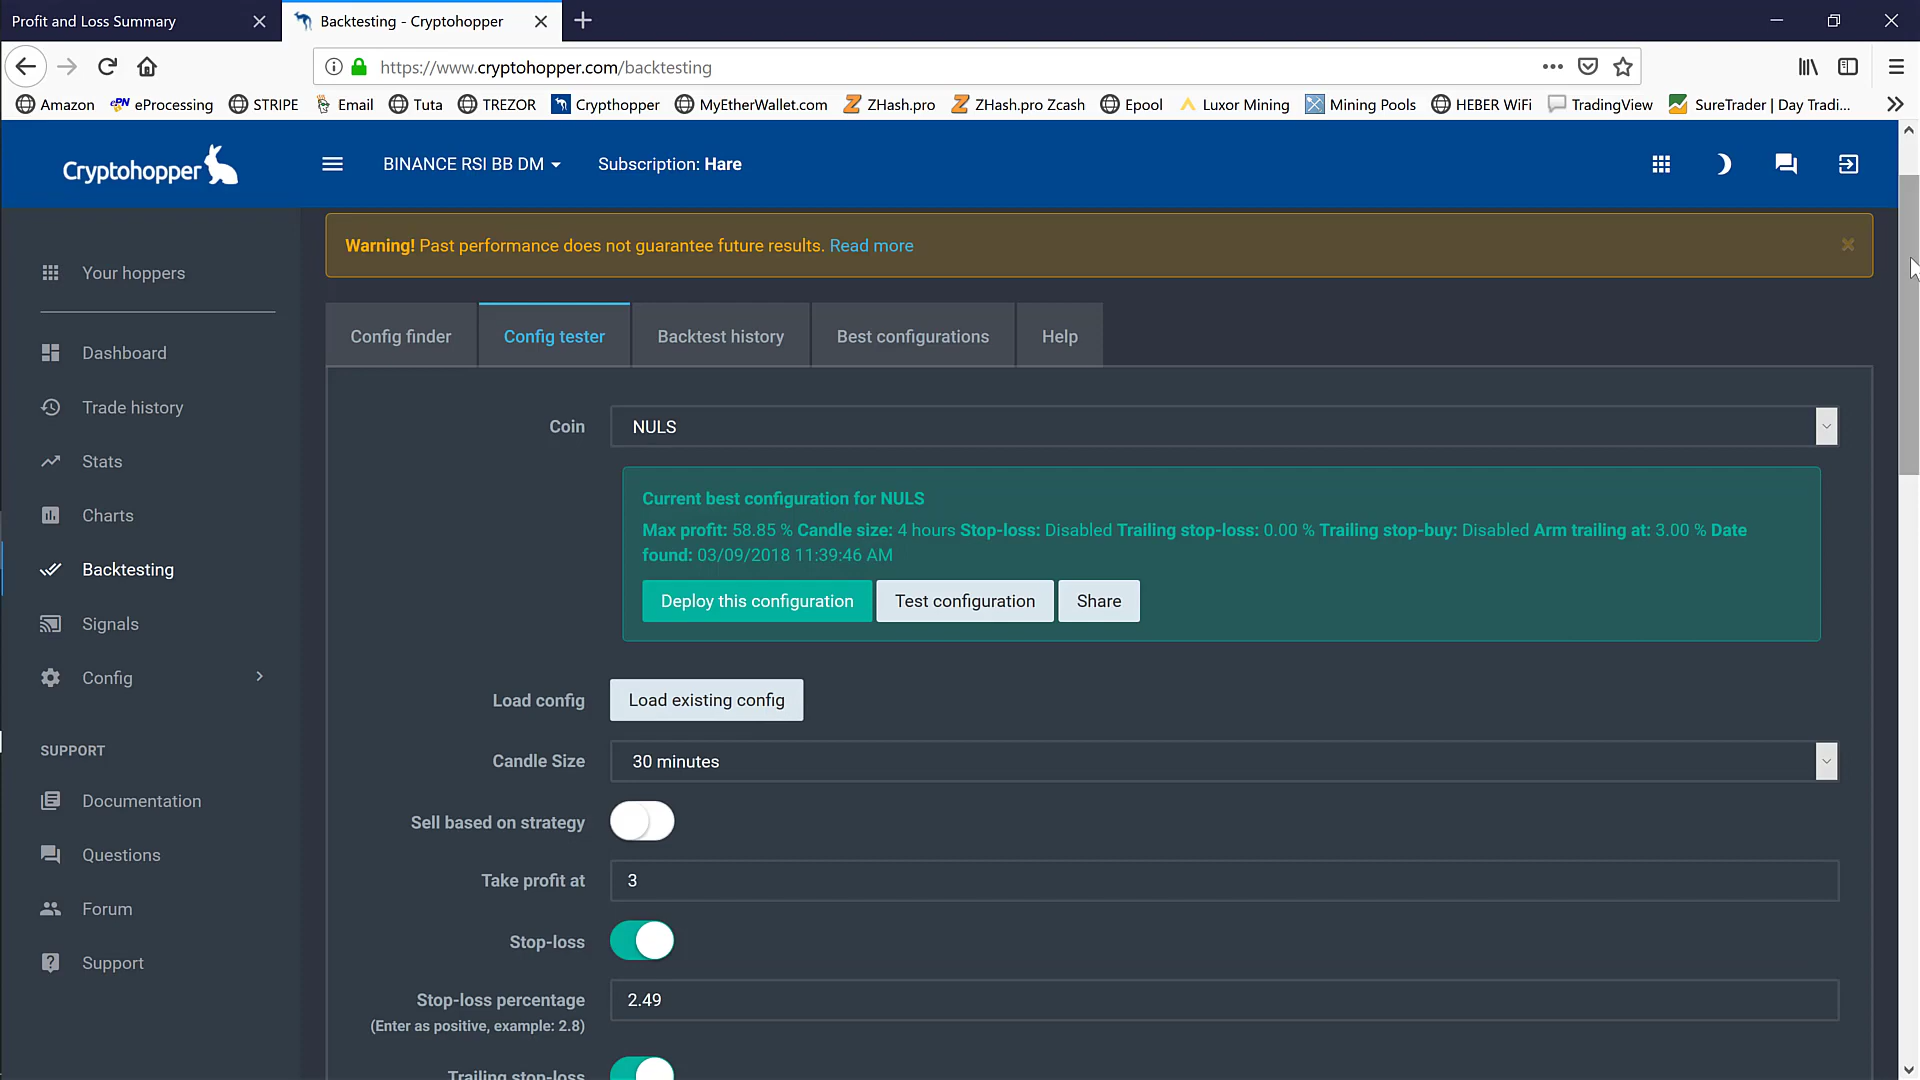 Profit and Loss Summary
Backtesting - Cryptohopper
https://www.cryptohopper.com/backtesting
Amazon
ePN eProcessing
STRIPE
Email
Tuta
TREZOR
Crypthopper
MyEtherWallet.com
ZHash.pro
ZHash.pro Zcash
Epool
Luxor Mining
Mining Pools
HEBER WiFi
TradingView
SureTrader | Day Tradi...
Cryptohopper
BINANCE RSI BB DM
Subscription: Hare
Your hoppers
Dashboard
Trade history
Stats
Charts
Backtesting
Signals
Config
SUPPORT
Documentation
Questions
Forum
Support
Warning! Past performance does not guarantee future results. Read more
Config finder
Config tester
Backtest history
Best configurations
Help
Coin
NULS
Current best configuration for NULS
Max profit: 58.85 % Candle size: 4 hours Stop-loss: Disabled Trailing stop-loss: 0.00 % Trailing stop-buy: Disabled Arm trailing at: 3.00 % Date
found: 03/09/2018 11:39:46 AM
Deploy this configuration
Test configuration
Share
Load config
Load existing config
Candle Size
30 minutes
Sell based on strategy
Take profit at
3
Stop-loss
Stop-loss percentage
2.49
(Enter as positive, example: 2.8)
Trailing stop-loss